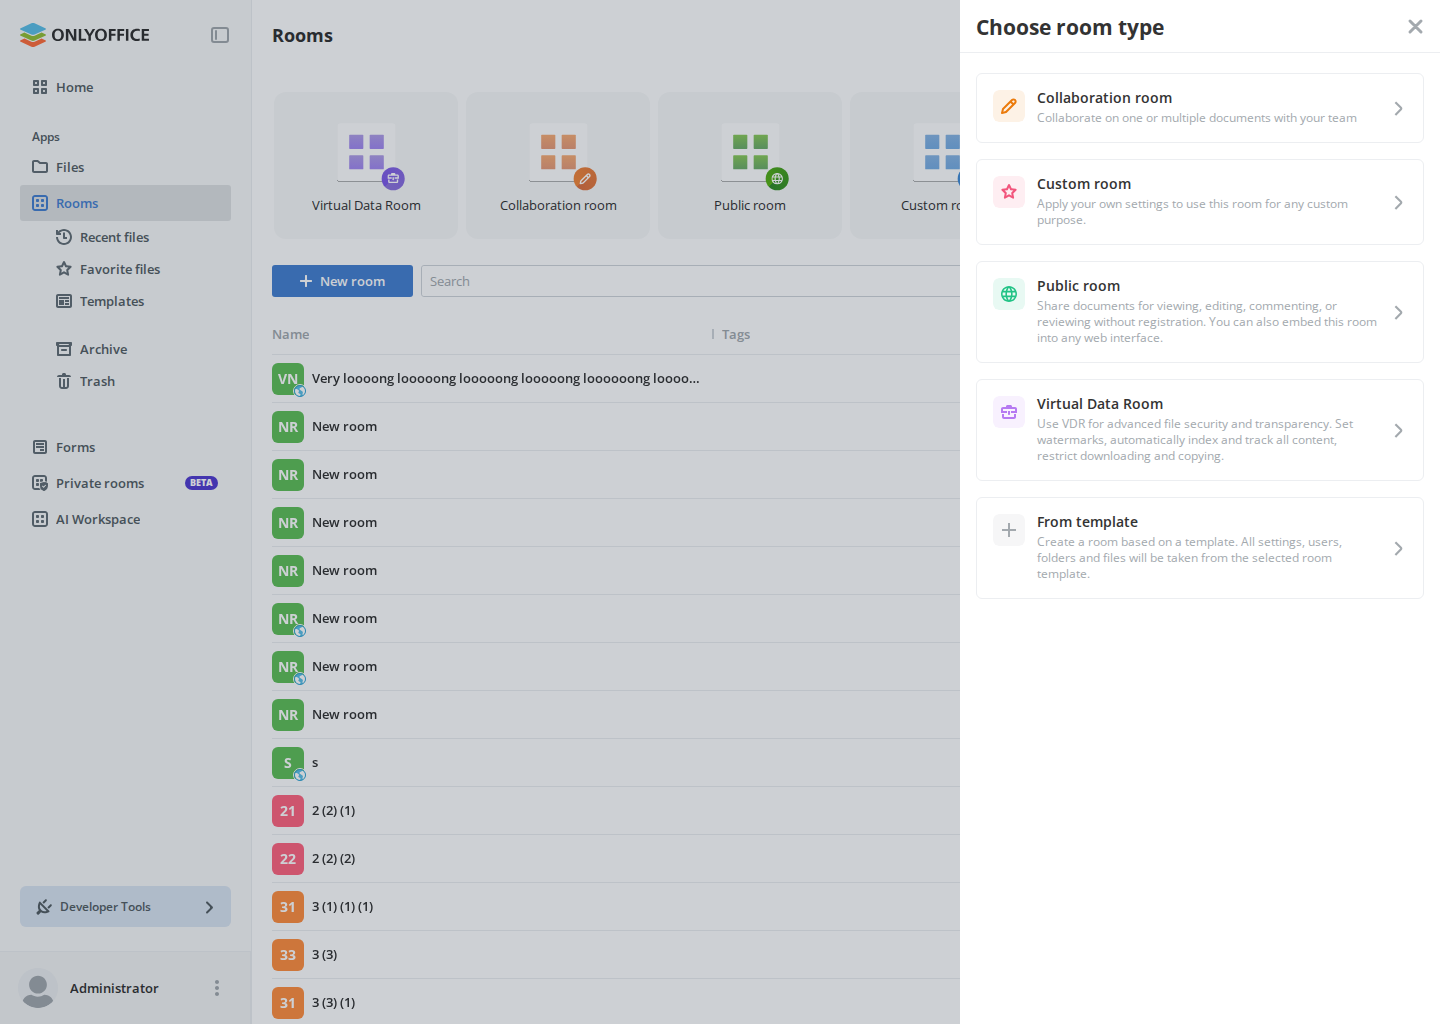 ONLYOFFICE
Home
Apps
Files
Rooms
Recent files
Favorite files
Templates
Archive
Trash
Forms
Private rooms BETA
AI Workspace
Developer Tools
Administrator
Rooms
Virtual Data Room
Collaboration room
Public room
Custom ro
New room
Search
Name
Tags
VN Very loooong looooong looooong looooong loooooong loooo...
NR New room
NR New room
NR New room
NR New room
NR New room
NR New room
NR New room
S s
21 2 (2) (1)
22 2 (2) (2)
31 3 (1) (1) (1)
33 3 (3)
31 3 (3) (1)
Choose room type
Collaboration room
Collaborate on one or multiple documents with your team
Custom room
Apply your own settings to use this room for any custom
purpose.
Public room
Share documents for viewing, editing, commenting, or
reviewing without registration. You can also embed this room
into any web interface.
Virtual Data Room
Use VDR for advanced file security and transparency. Set
watermarks, automatically index and track all content,
restrict downloading and copying.
From template
Create a room based on a template. All settings, users,
folders and files will be taken from the selected room
template.